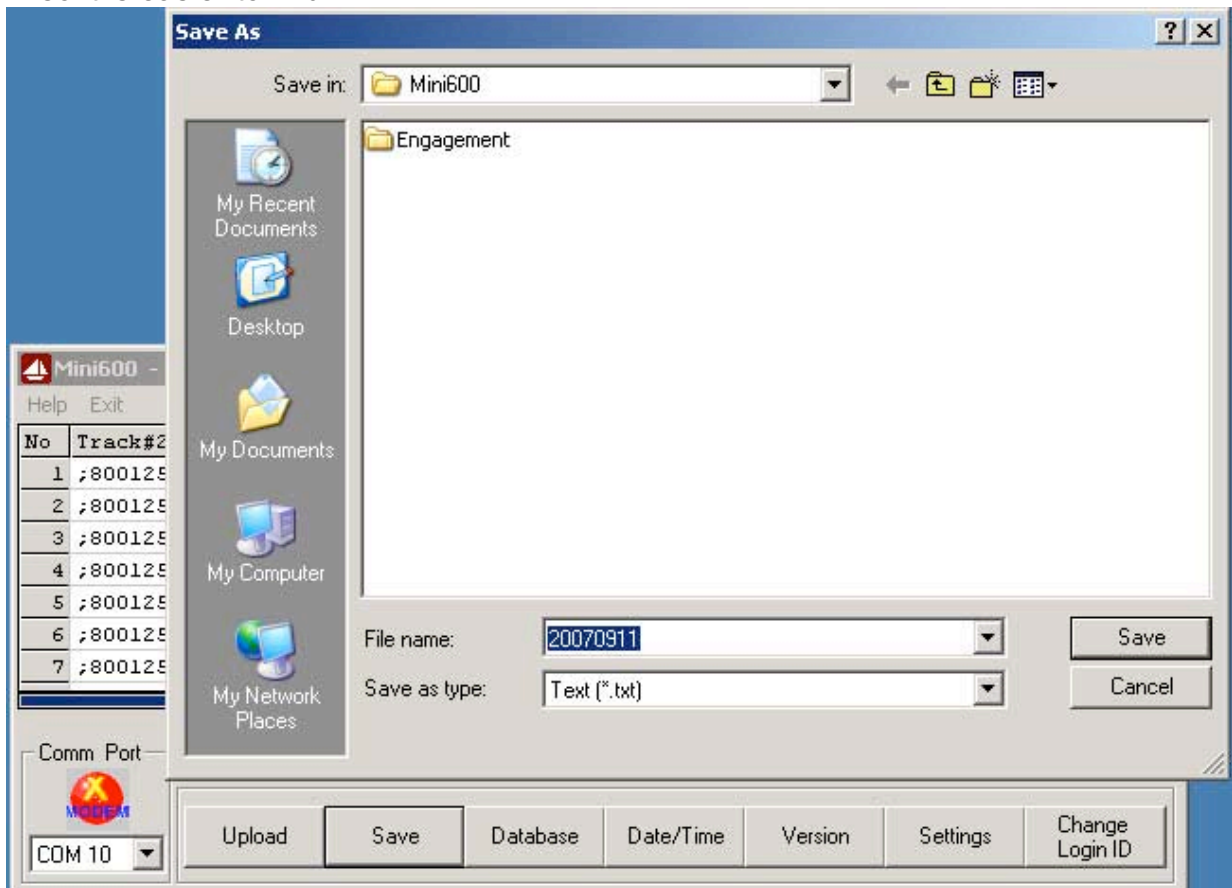 Save As
Save in: Mini600
Engagement
My Recent Documents
Desktop
My Documents
My Computer
My Network Places
File name: 20070911
Save as type: Text (*.txt)
Save
Cancel
Mini600 -
Help Exit
No Track#2
1 ;800125
2 ;800125
3 ;800125
4 ;800125
5 ;800125
6 ;800125
7 ;800125
Comm Port
X
MODEM
COM 10
Upload
Save
Database
Date/Time
Version
Settings
Change Login ID